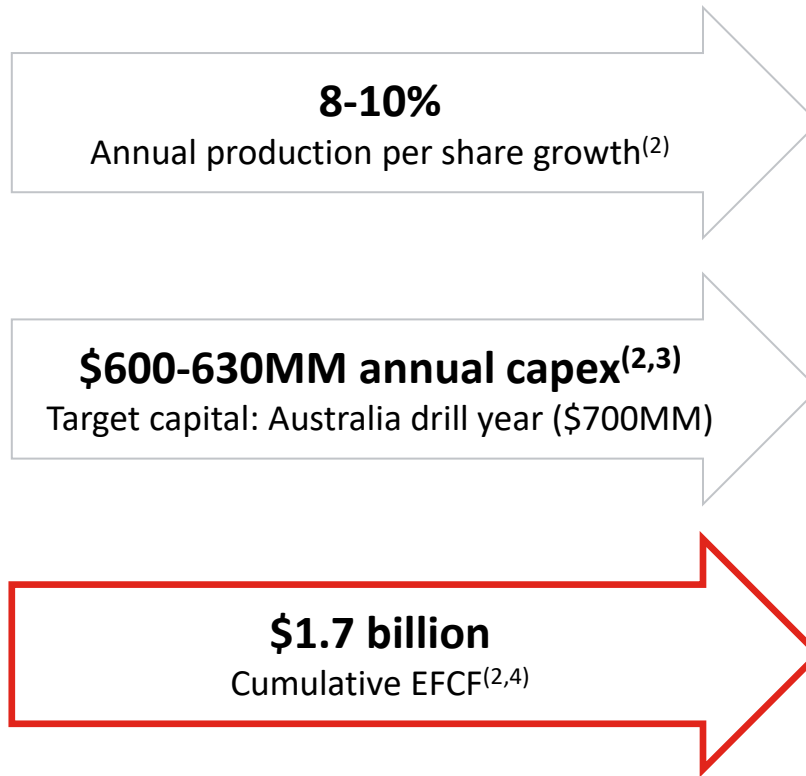 8-10%
Annual production per share growth(2)
$600-630MM annual capex(2,3)
Target capital: Australia drill year ($700MM)
$1.7 billion
Cumulative EFCF(2,4)